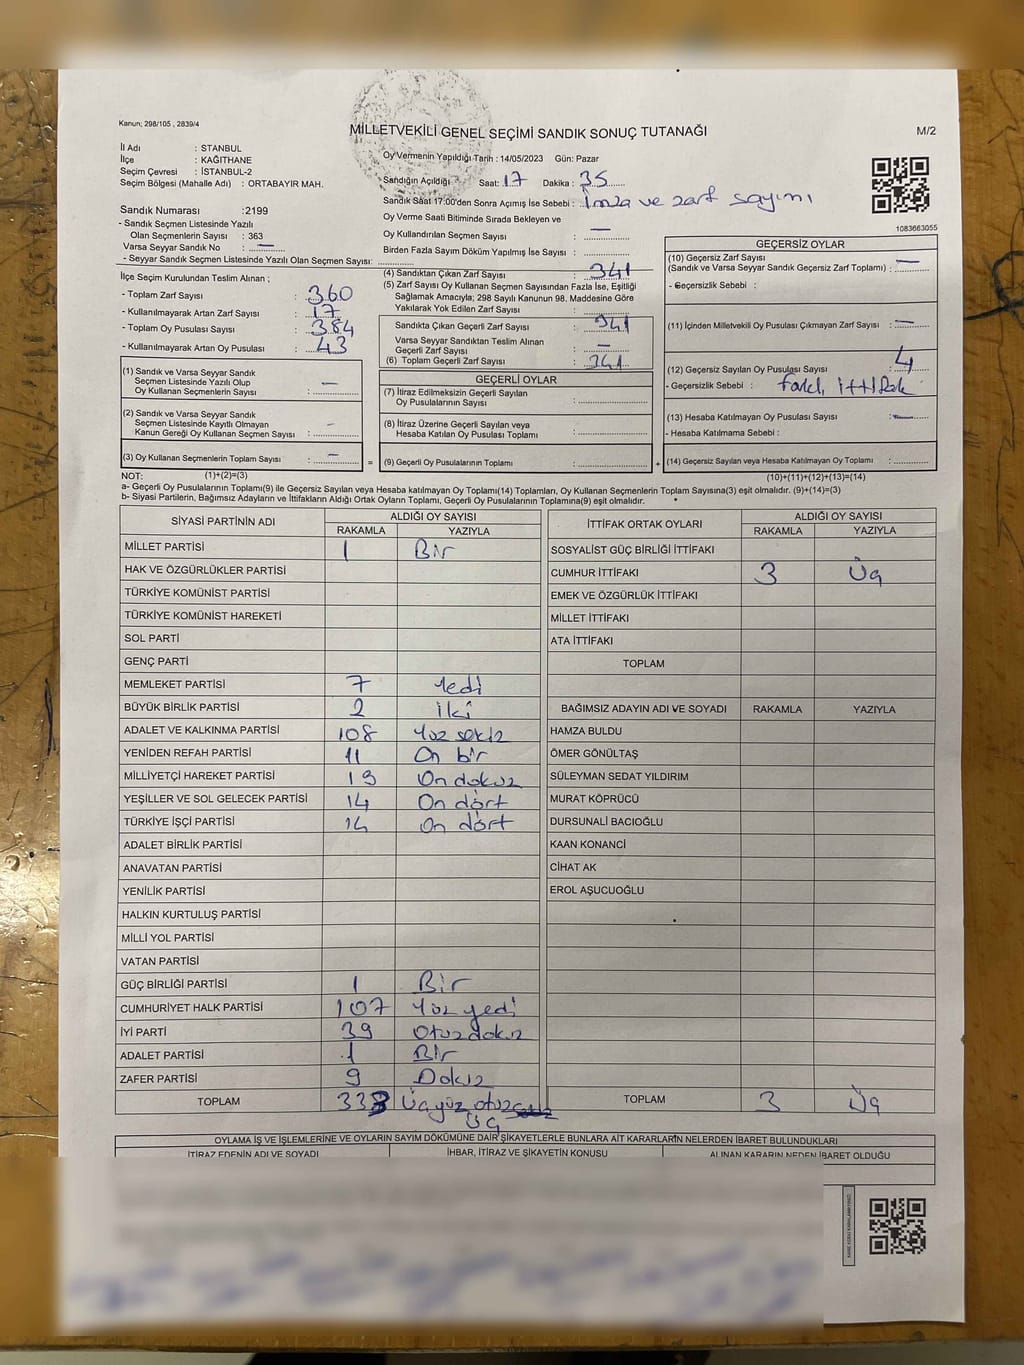 Kanun; 298/105 , 2839/4
MİLLETVEKİLİ GENEL SEÇİMİ SANDIK SONUÇ TUTANAĞI
M/2
İl Adı : STANBUL
İlçe : KAĞITHANE
Seçim Çevresi : İSTANBUL-2
Seçim Bölgesi (Mahalle Adı) : ORTABAYIR MAH.
Sandık Numarası :2199
- Sandık Seçmen Listesinde Yazılı
Olan Seçmenlerin Sayısı : 363
Varsa Seyyar Sandık No : —
- Seyyar Sandık Seçmen Listesinde Yazılı Olan Seçmen Sayısı:
Oy Vermenin Yapıldığı Tarih : 14/05/2023 Gün: Pazar
Sandığın Açıldığı Saat: 17 Dakika : 35
Sandık Saat 17:00'den Sonra Açımış İse Sebebi : İmza ve zarf sayımı
Oy Verme Saati Bitiminde Sırada Bekleyen ve
Oy Kullandırılan Seçmen Sayısı : —
Birden Fazla Sayım Döküm Yapılmış İse Sayısı :
1083663055
İlçe Seçim Kurulundan Teslim Alınan ;
- Toplam Zarf Sayısı : 360
- Kullanılmayarak Artan Zarf Sayısı : 17
- Toplam Oy Pusulası Sayısı : 384
- Kullanılmayarak Artan Oy Pusulası : 43
(4) Sandıktan Çıkan Zarf Sayısı : 341
(5) Zarf Sayısı Oy Kullanan Seçmen Sayısından Fazla İse, Eşitliği
Sağlamak Amacıyla; 298 Sayılı Kanunun 98. Maddesine Göre
Yakılarak Yok Edilen Zarf Sayısı :
Sandıkta Çıkan Geçerli Zarf Sayısı : 341
Varsa Seyyar Sandıktan Teslim Alınan
Geçerli Zarf Sayısı : —
(6) Toplam Geçerli Zarf Sayısı : 341
GEÇERSİZ OYLAR
(10) Geçersiz Zarf Sayısı : —
(Sandık ve Varsa Seyyar Sandık Geçersiz Zarf Toplamı)
- Geçersizlik Sebebi :
(11) İçinden Milletvekili Oy Pusulası Çıkmayan Zarf Sayısı : —
(12) Geçersiz Sayılan Oy Pusulası Sayısı : 4
- Geçersizlik Sebebi : farklı ittifak
(13) Hesaba Katılmayan Oy Pusulası Sayısı : —
- Hesaba Katılmama Sebebi :
(14) Geçersiz Sayılan veya Hesaba Katılmayan Oy Toplamı :
(10)+(11)+(12)+(13)=(14)
(1) Sandık ve Varsa Seyyar Sandık
Seçmen Listesinde Yazılı Olup
Oy Kullanan Seçmenlerin Sayısı : —
(2) Sandık ve Varsa Seyyar Sandık
Seçmen Listesinde Kayıtlı Olmayan
Kanun Gereği Oy Kullanan Seçmen Sayısı : -
(3) Oy Kullanan Seçmenlerin Toplam Sayısı : —
(1)+(2)=(3)
GEÇERLİ OYLAR
(7) İtiraz Edilmeksizin Geçerli Sayılan
Oy Pusulalarının Sayısı :
(8) İtiraz Üzerine Geçerli Sayılan veya
Hesaba Katılan Oy Pusulası Toplamı :
= (9) Geçerli Oy Pusulalarının Toplamı : +
NOT:
a- Geçerli Oy Pusulalarının Toplamı(9) ile Geçersiz Sayılan veya Hesaba katılmayan Oy Toplamı(14) Toplamları, Oy Kullanan Seçmenlerin Toplam Sayısına(3) eşit olmalıdır. (9)+(14)=(3)
b- Siyasi Partilerin, Bağımsız Adayların ve İttifakların Aldığı Ortak Oyların Toplamı, Geçerli Oy Pusulalarının Toplamına(9) eşit olmalıdır.
SİYASİ PARTİNİN ADI ALDIĞI OY SAYISI
RAKAMLA YAZIYLA
MİLLET PARTİSİ 1 Bir
HAK VE ÖZGÜRLÜKLER PARTİSİ
TÜRKİYE KOMÜNİST PARTİSİ
TÜRKİYE KOMÜNİST HAREKETİ
SOL PARTİ
GENÇ PARTİ
MEMLEKET PARTİSİ 7 Yedi
BÜYÜK BİRLİK PARTİSİ 2 İki
ADALET VE KALKINMA PARTİSİ 108 Yüz sekiz
YENİDEN REFAH PARTİSİ 11 On bir
MİLLİYETÇİ HAREKET PARTİSİ 19 On dokuz
YEŞİLLER VE SOL GELECEK PARTİSİ 14 On dört
TÜRKİYE İŞÇİ PARTİSİ 14 On dört
ADALET BİRLİK PARTİSİ
ANAVATAN PARTİSİ
YENİLİK PARTİSİ
HALKIN KURTULUŞ PARTİSİ
MİLLİ YOL PARTİSİ
VATAN PARTİSİ
GÜÇ BİRLİĞİ PARTİSİ 1 Bir
CUMHURİYET HALK PARTİSİ 107 Yüz yedi
İYİ PARTİ 39 Otuzdokuz
ADALET PARTİSİ 1 Bir
ZAFER PARTİSİ 9 Dokuz
TOPLAM 333 Üçyüz otuz
üç
İTTİFAK ORTAK OYLARI ALDIĞI OY SAYISI
RAKAMLA YAZIYLA
SOSYALİST GÜÇ BİRLİĞİ İTTİFAKI
CUMHUR İTTİFAKI 3 Üç
EMEK VE ÖZGÜRLÜK İTTİFAKI
MİLLET İTTİFAKI
ATA İTTİFAKI
TOPLAM
BAĞIMSIZ ADAYIN ADI VE SOYADI RAKAMLA YAZIYLA
HAMZA BULDU
ÖMER GÖNÜLTAŞ
SÜLEYMAN SEDAT YILDIRIM
MURAT KÖPRÜCÜ
DURSUNALİ BACIOĞLU
KAAN KONANCİ
CİHAT AK
EROL AŞUCUOĞLU
TOPLAM 3 Üç
OYLAMA İŞ VE İŞLEMLERİNE VE OYLARIN SAYIM DÖKÜMÜNE DAİR ŞİKAYETLERLE BUNLARA AİT KARARLARIN NELERDEN İBARET BULUNDUKLARI
İTİRAZ EDENİN ADI VE SOYADI İHBAR, İTİRAZ VE ŞİKAYETİN KONUSU ALINAN KARARIN NEDEN İBARET OLDUĞU